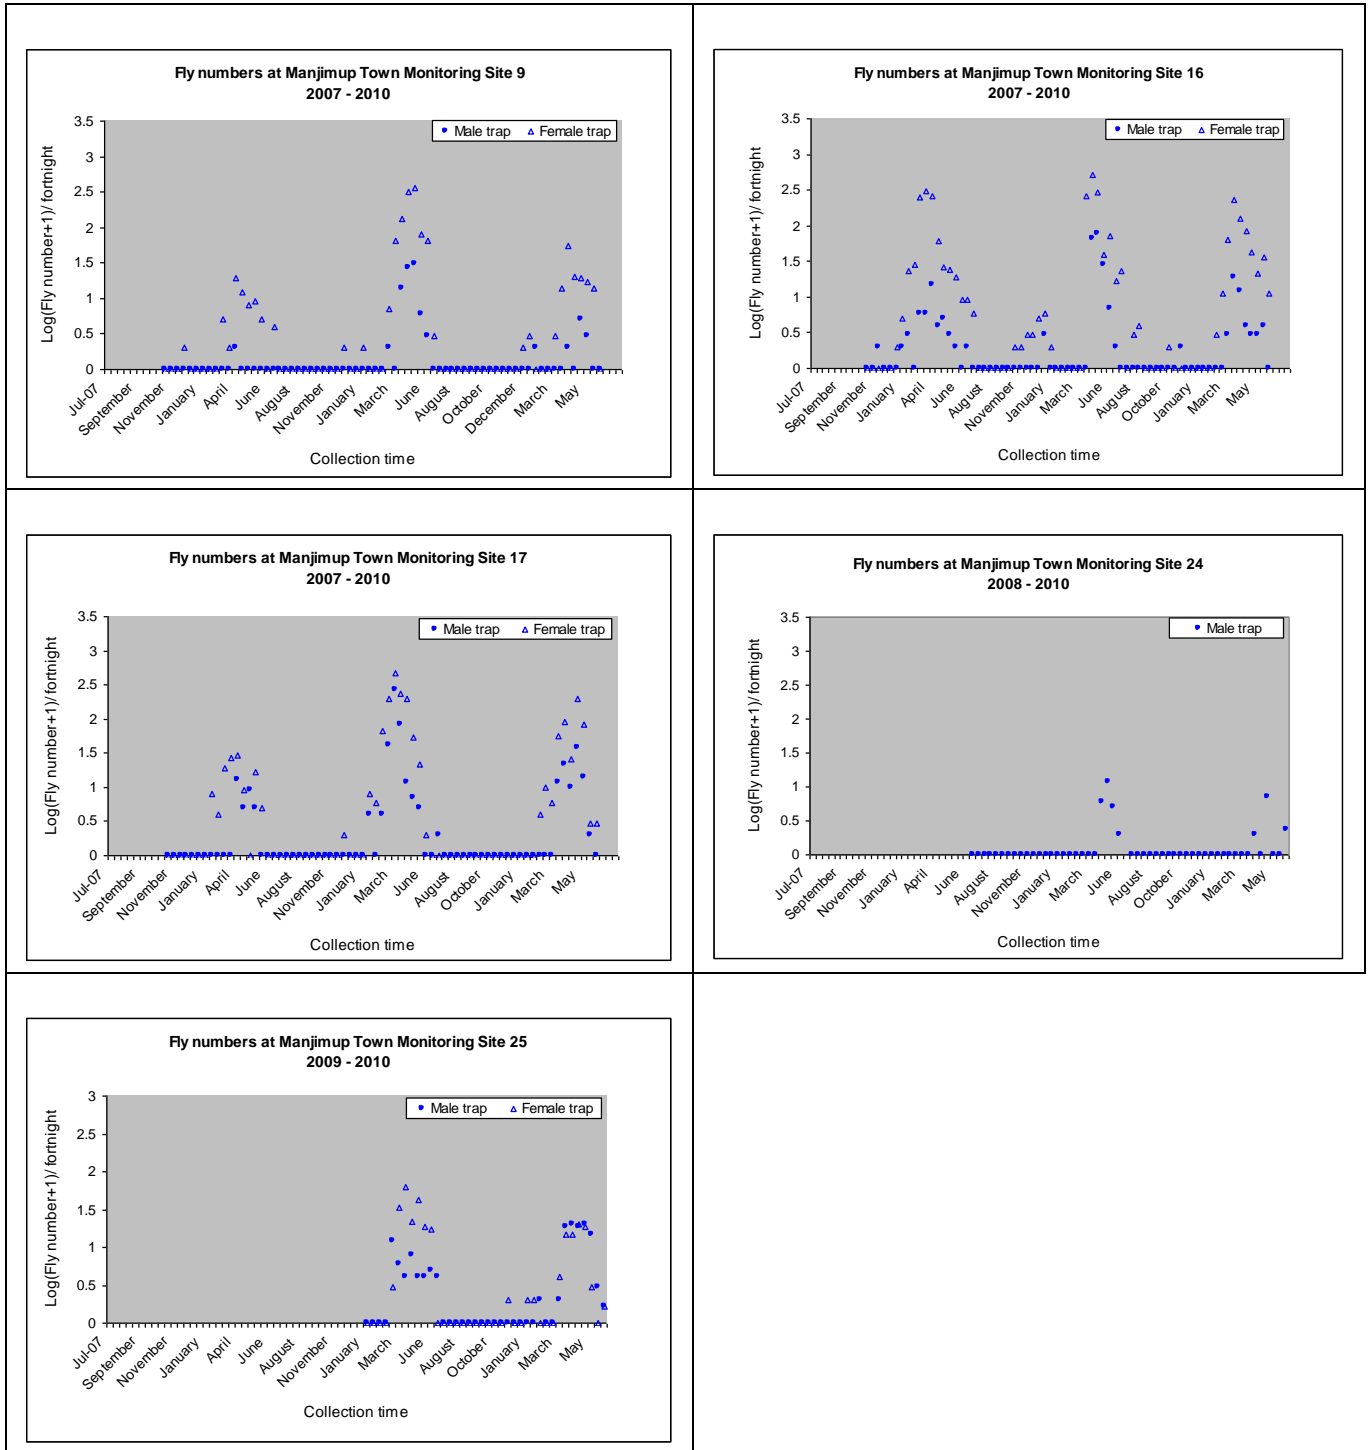 Fly numbers at Manjimup Town Monitoring Site 9
2007 - 2010
Male trap Female trap
Log(Fly number+1)/ fortnight
3.5
3
2.5
2
1.5
1
0.5
0
Jul-07
September
November
January
April
June
August
November
January
March
June
August
October
December
March
May
Collection time
Fly numbers at Manjimup Town Monitoring Site 16
2007 - 2010
Male trap Female trap
Log(Fly number+1)/ fortnight
3.5
3
2.5
2
1.5
1
0.5
0
Jul-07
September
November
January
April
June
August
November
January
March
June
August
October
January
March
May
Collection time
Fly numbers at Manjimup Town Monitoring Site 17
2007 - 2010
Male trap Female trap
Log(Fly number+1)/ fortnight
3.5
3
2.5
2
1.5
1
0.5
0
Jul-07
September
November
January
April
June
August
November
January
March
June
August
October
January
March
May
Collection time
Fly numbers at Manjimup Town Monitoring Site 24
2008 - 2010
Male trap
Log(Fly number+1)/ fortnight
3.5
3
2.5
2
1.5
1
0.5
0
Jul-07
September
November
January
April
June
August
November
January
March
June
August
October
January
March
May
Collection time
Fly numbers at Manjimup Town Monitoring Site 25
2009 - 2010
Male trap Female trap
Log(Fly number+1)/ fortnight
3
2.5
2
1.5
1
0.5
0
Jul-07
September
November
January
April
June
August
November
January
March
June
August
October
January
March
May
Collection time